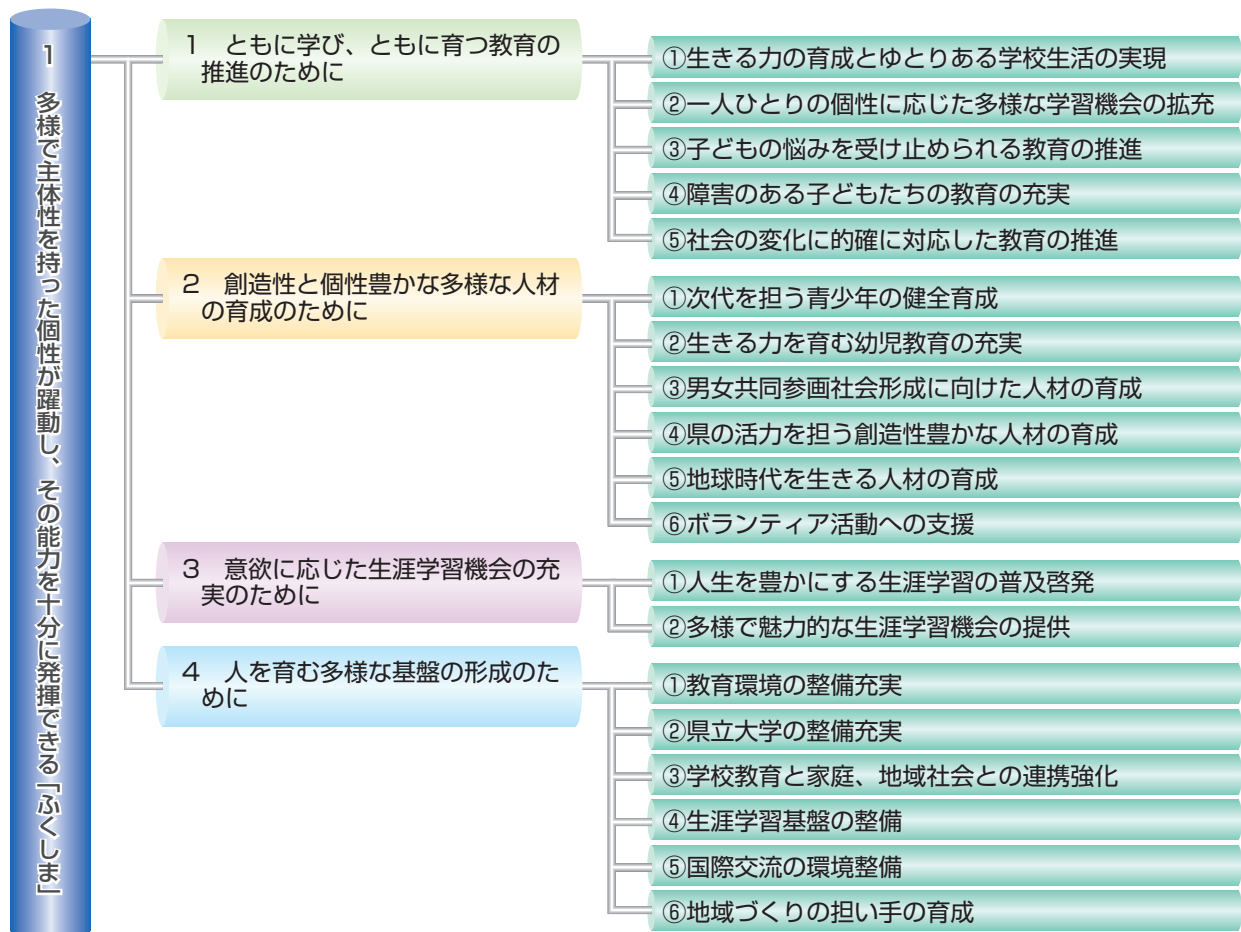 1 多様で主体性を持った個性が躍動し、その能力を十分に発揮できる「ふくしま」
1 ともに学び、ともに育つ教育の
推進のために
①生きる力の育成とゆとりある学校生活の実現
②一人ひとりの個性に応じた多様な学習機会の拡充
③子どもの悩みを受け止められる教育の推進
④障害のある子どもたちの教育の充実
⑤社会の変化に的確に対応した教育の推進
2 創造性と個性豊かな多様な人材
の育成のために
①次代を担う青少年の健全育成
②生きる力を育む幼児教育の充実
③男女共同参画社会形成に向けた人材の育成
④県の活力を担う創造性豊かな人材の育成
⑤地球時代を生きる人材の育成
⑥ボランティア活動への支援
3 意欲に応じた生涯学習機会の充
実のために
①人生を豊かにする生涯学習の普及啓発
②多様で魅力的な生涯学習機会の提供
4 人を育む多様な基盤の形成のた
めに
①教育環境の整備充実
②県立大学の整備充実
③学校教育と家庭、地域社会との連携強化
④生涯学習基盤の整備
⑤国際交流の環境整備
⑥地域づくりの担い手の育成